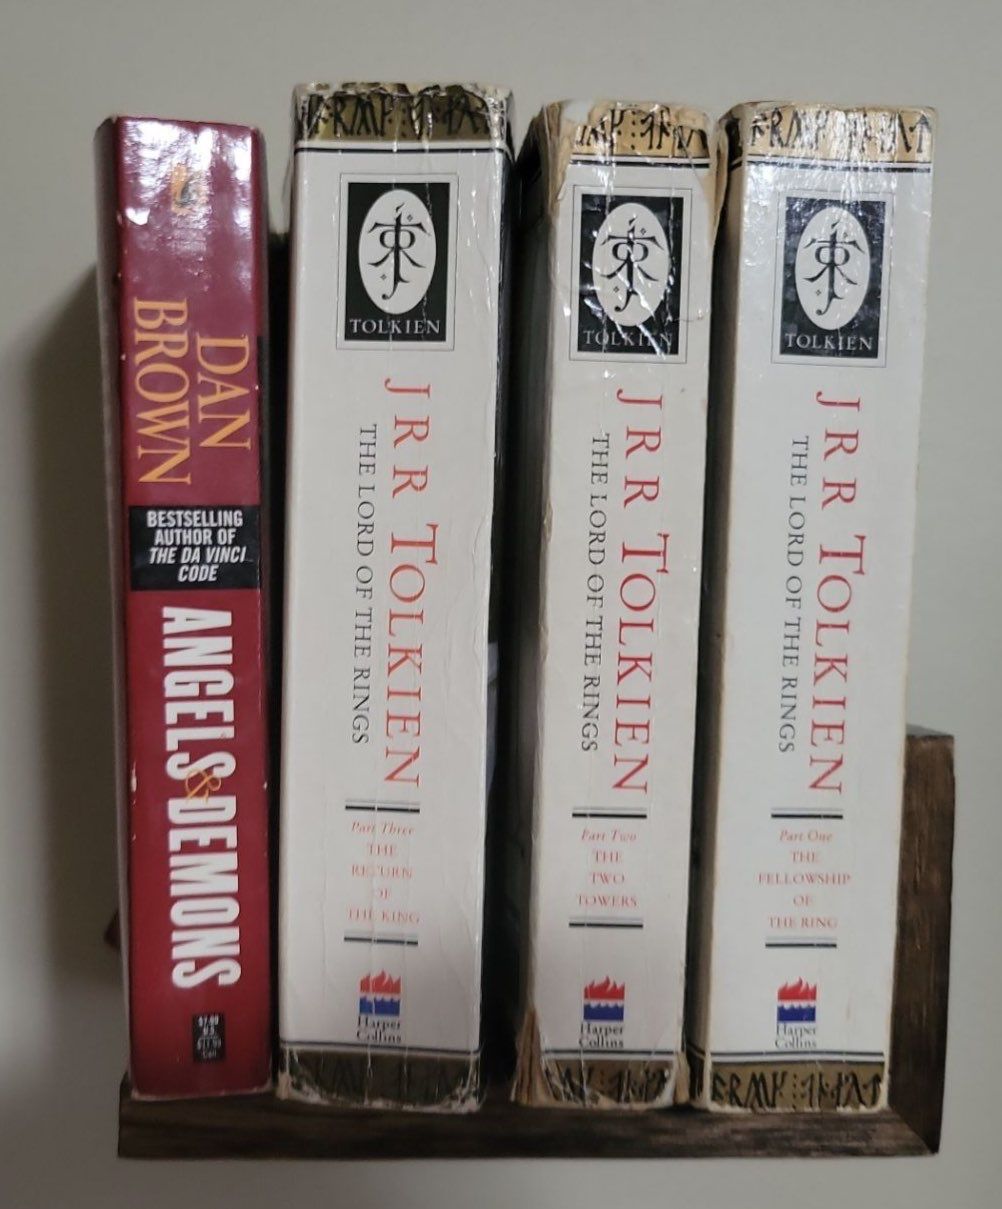 DAN
BROWN
BESTSELLING
AUTHOR OF
THE DA VINCI
CODE
ANGELS & DEMONS
TOLKIEN
J R R TOLKIEN
THE LORD OF THE RINGS
Part Three
THE
RETURN
OF
THE KING
Harper
Collins
TOLKIEN
J R R TOLKIEN
THE LORD OF THE RINGS
Part Two
THE
TWO
TOWERS
Harper
Collins
TOLKIEN
J R R TOLKIEN
THE LORD OF THE RINGS
Part One
THE
FELLOWSHIP
OF
THE RING
Harper
Collins